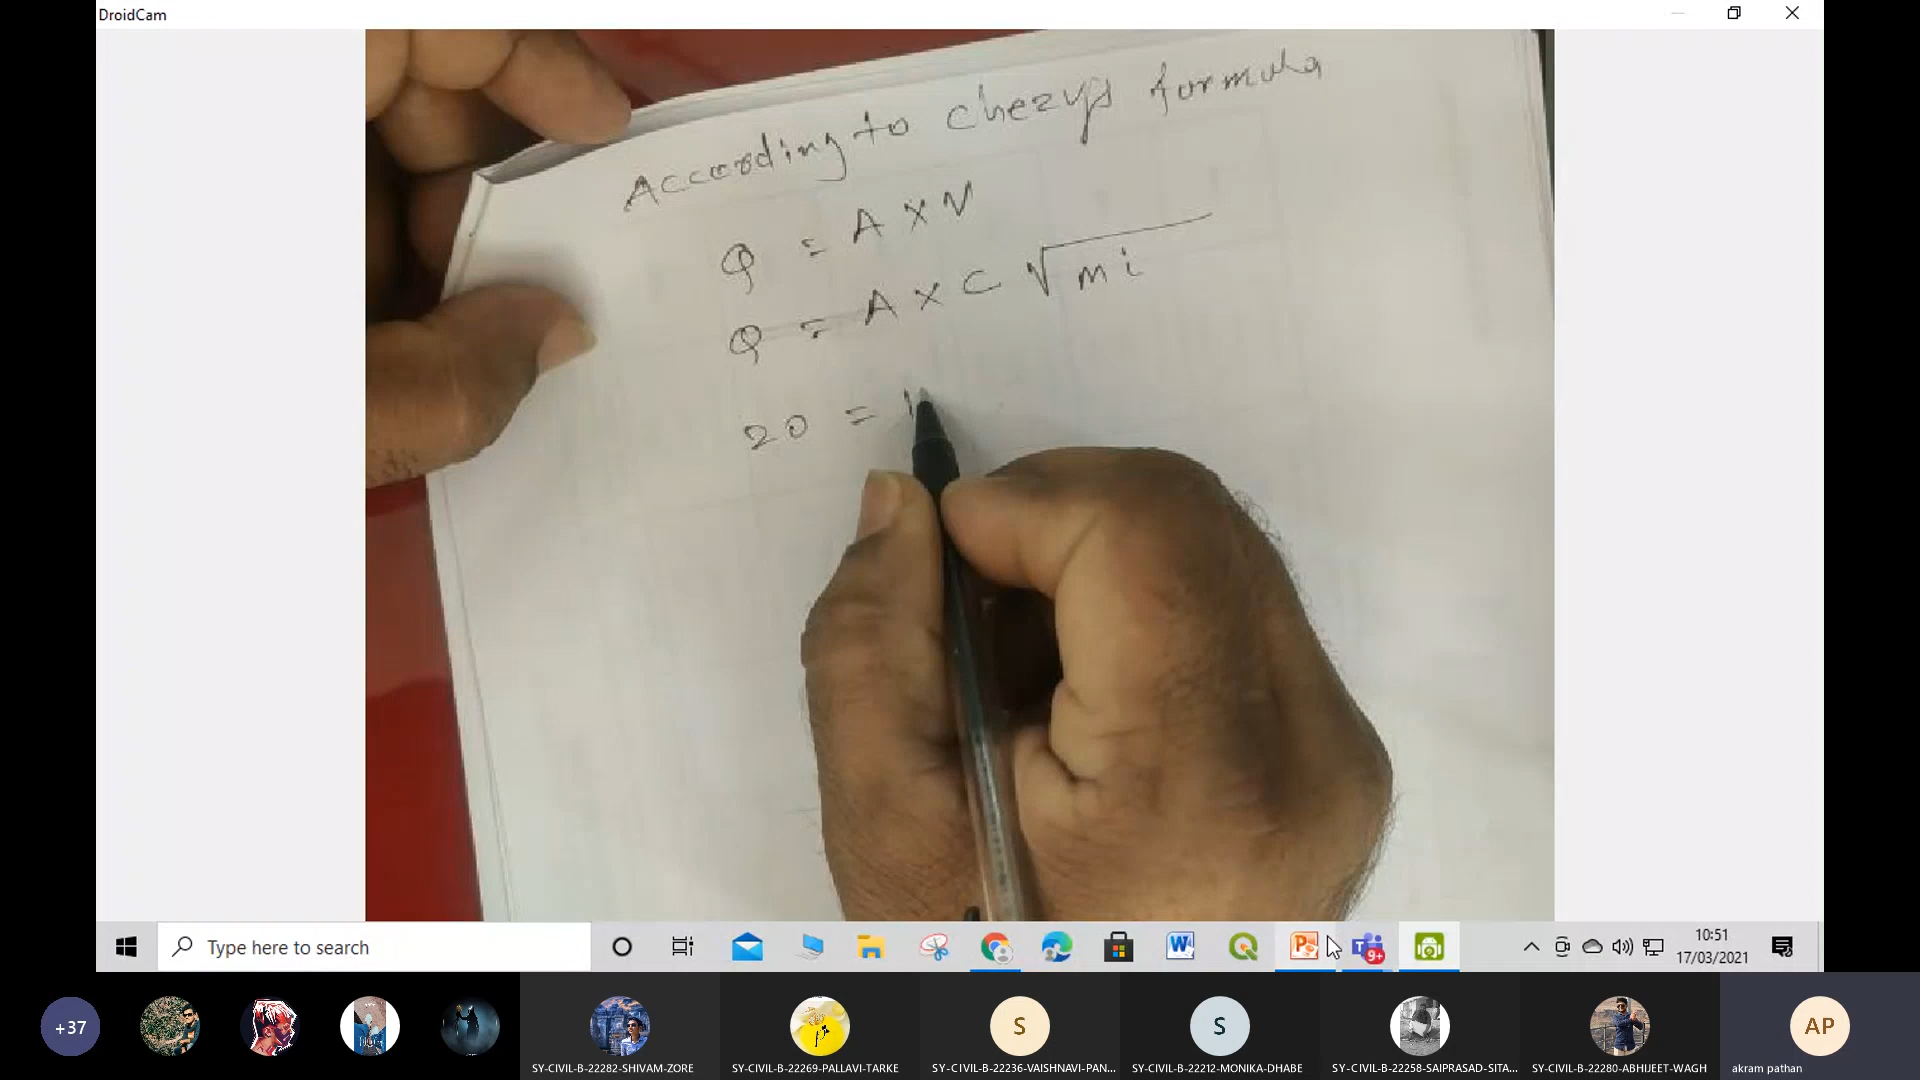 DroidCam
According to Chezys formula
Q = A X V
Q = A X C √mi
20 = 1
Type here to search
10:51
17/03/2021
9+
+37
S
S
AP
SY-CIVIL-B-22282-SHIVAM-ZORE
SY-CIVIL-B-22269-PALLAVI-TARKE
SY-CIVIL-B-22236-VAISHNAVI-PAN...
SY-CIVIL-B-22212-MONIKA-DHABE
SY-CIVIL-B-22258-SAIPRASAD-SITA...
SY-CIVIL-B-22280-ABHIJEET-WAGH
akram pathan